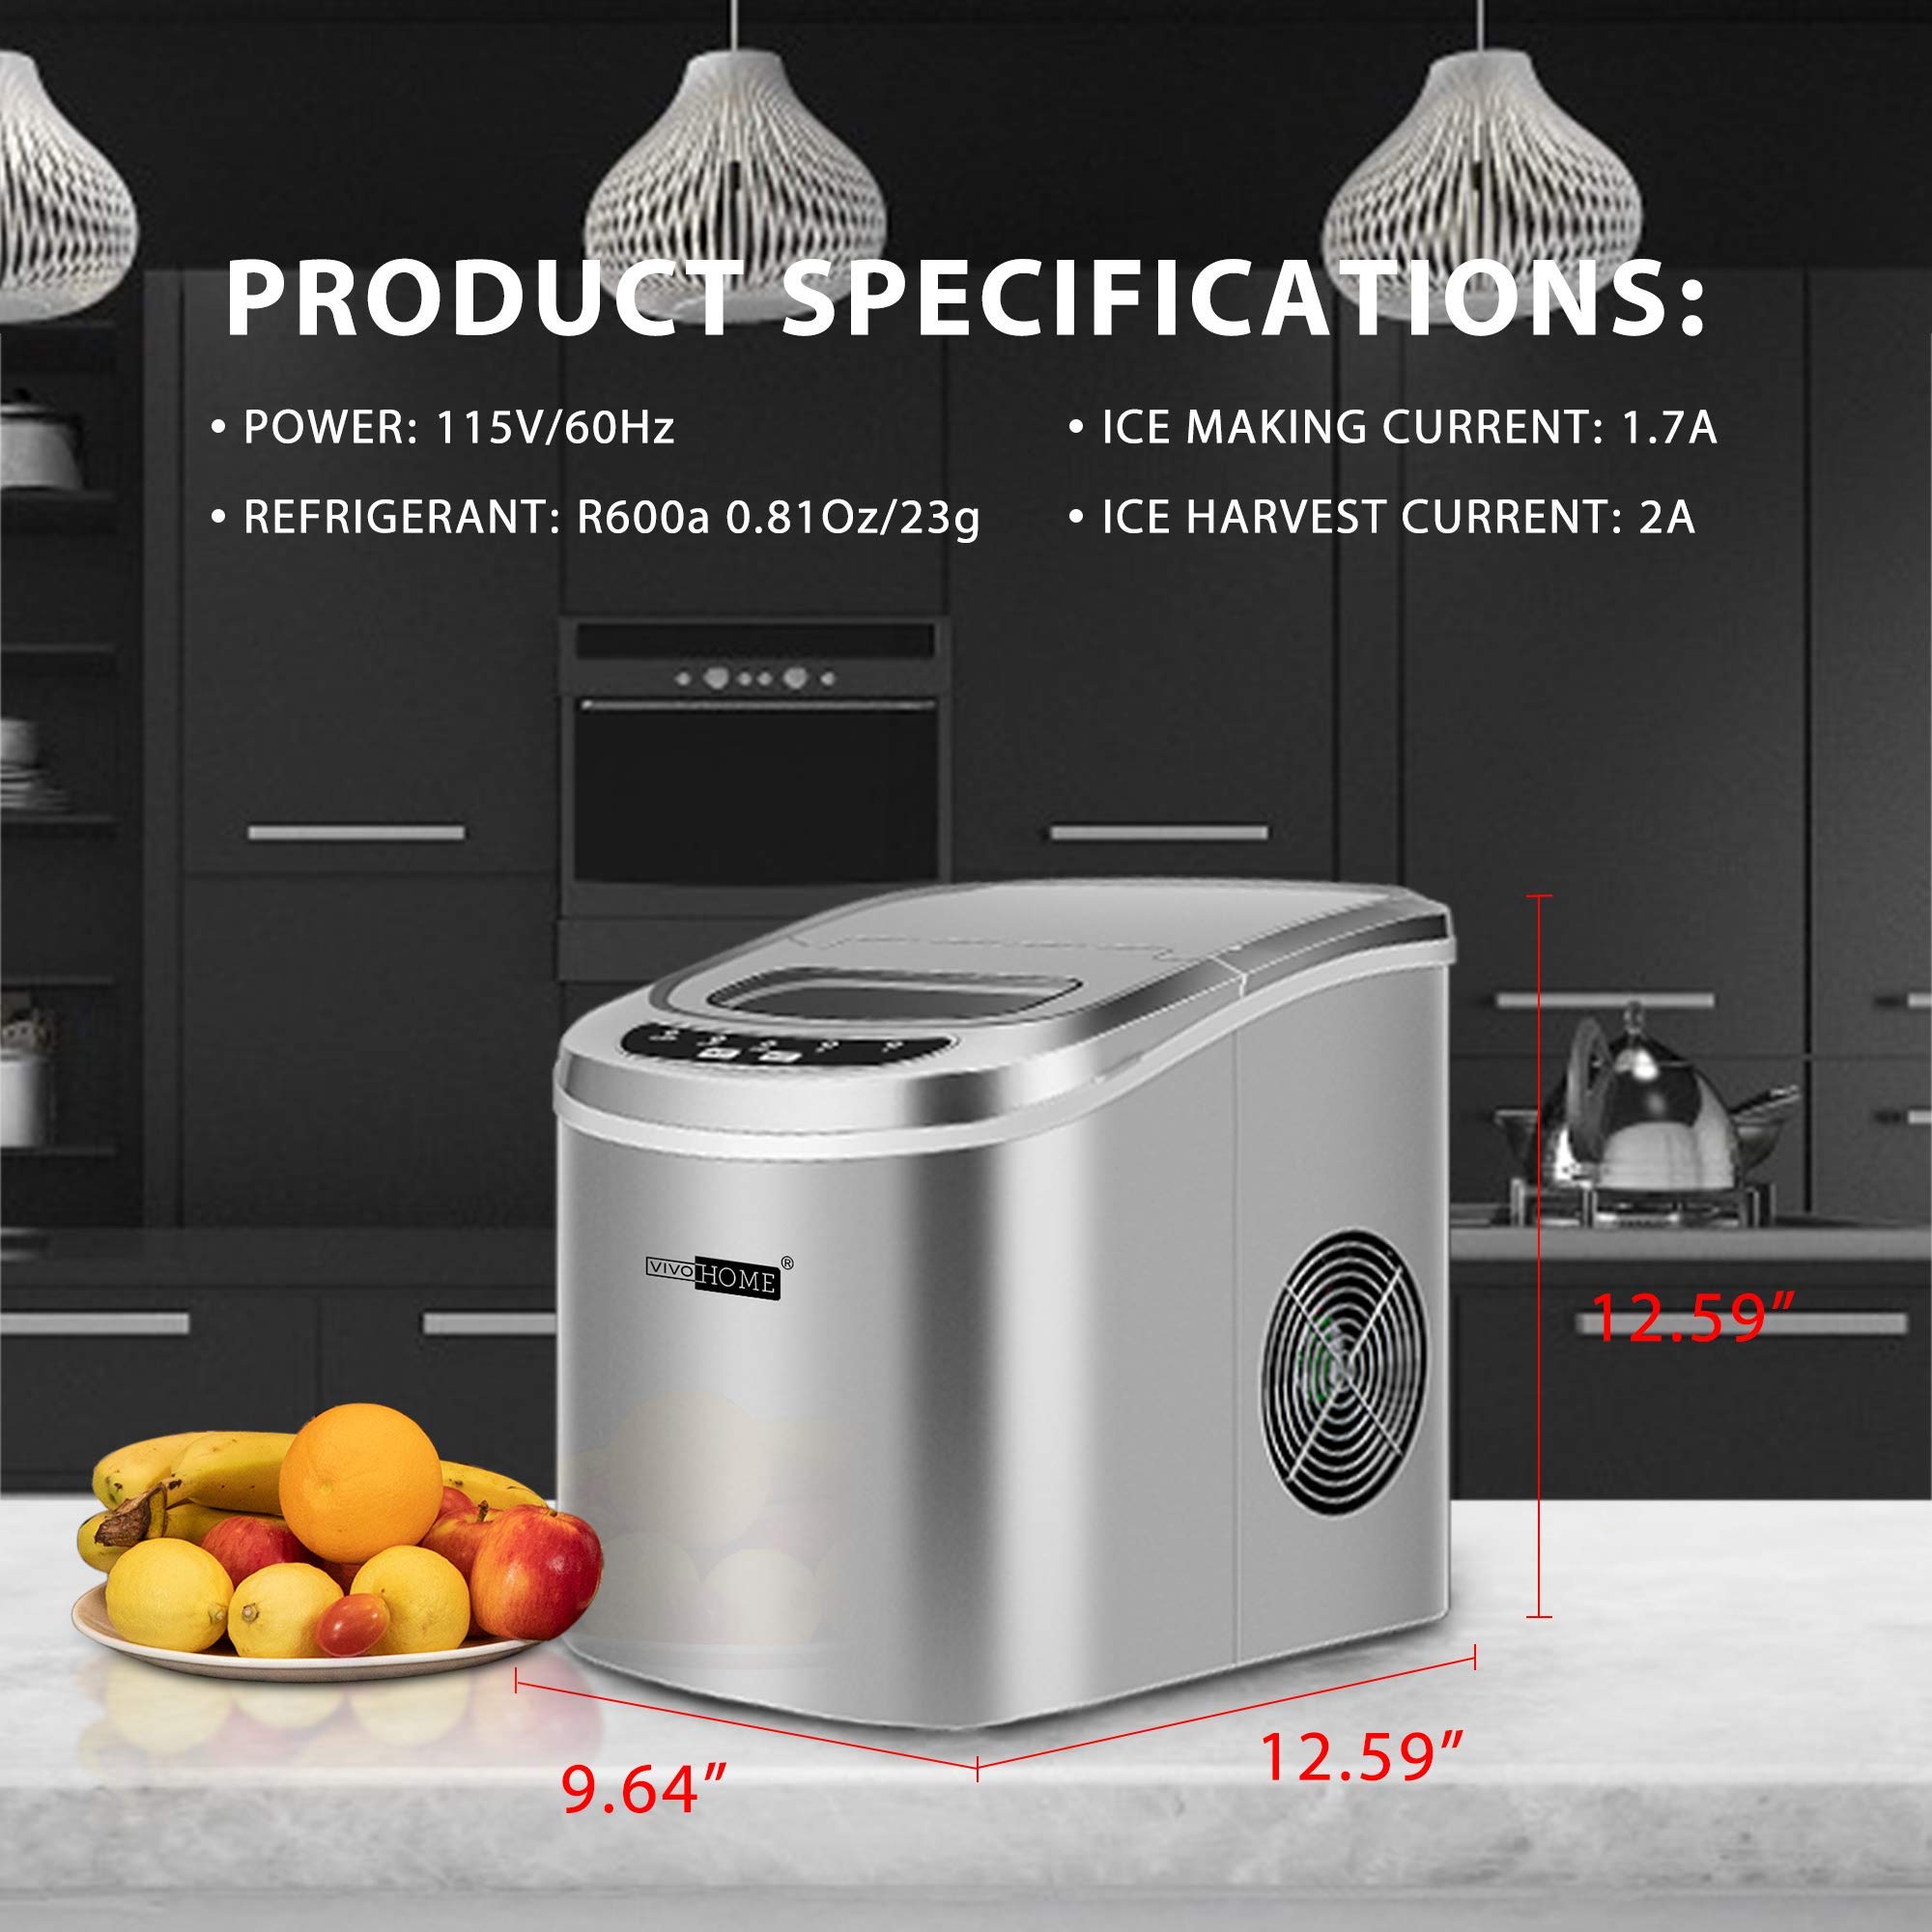 PRODUCT SPECIFICATIONS:
• POWER: 115V/60Hz
• ICE MAKING CURRENT: 1.7A
• REFRIGERANT: R600a 0.81Oz/23g
• ICE HARVEST CURRENT: 2A
VIVOHOME®
12.59”
12.59”
9.64”